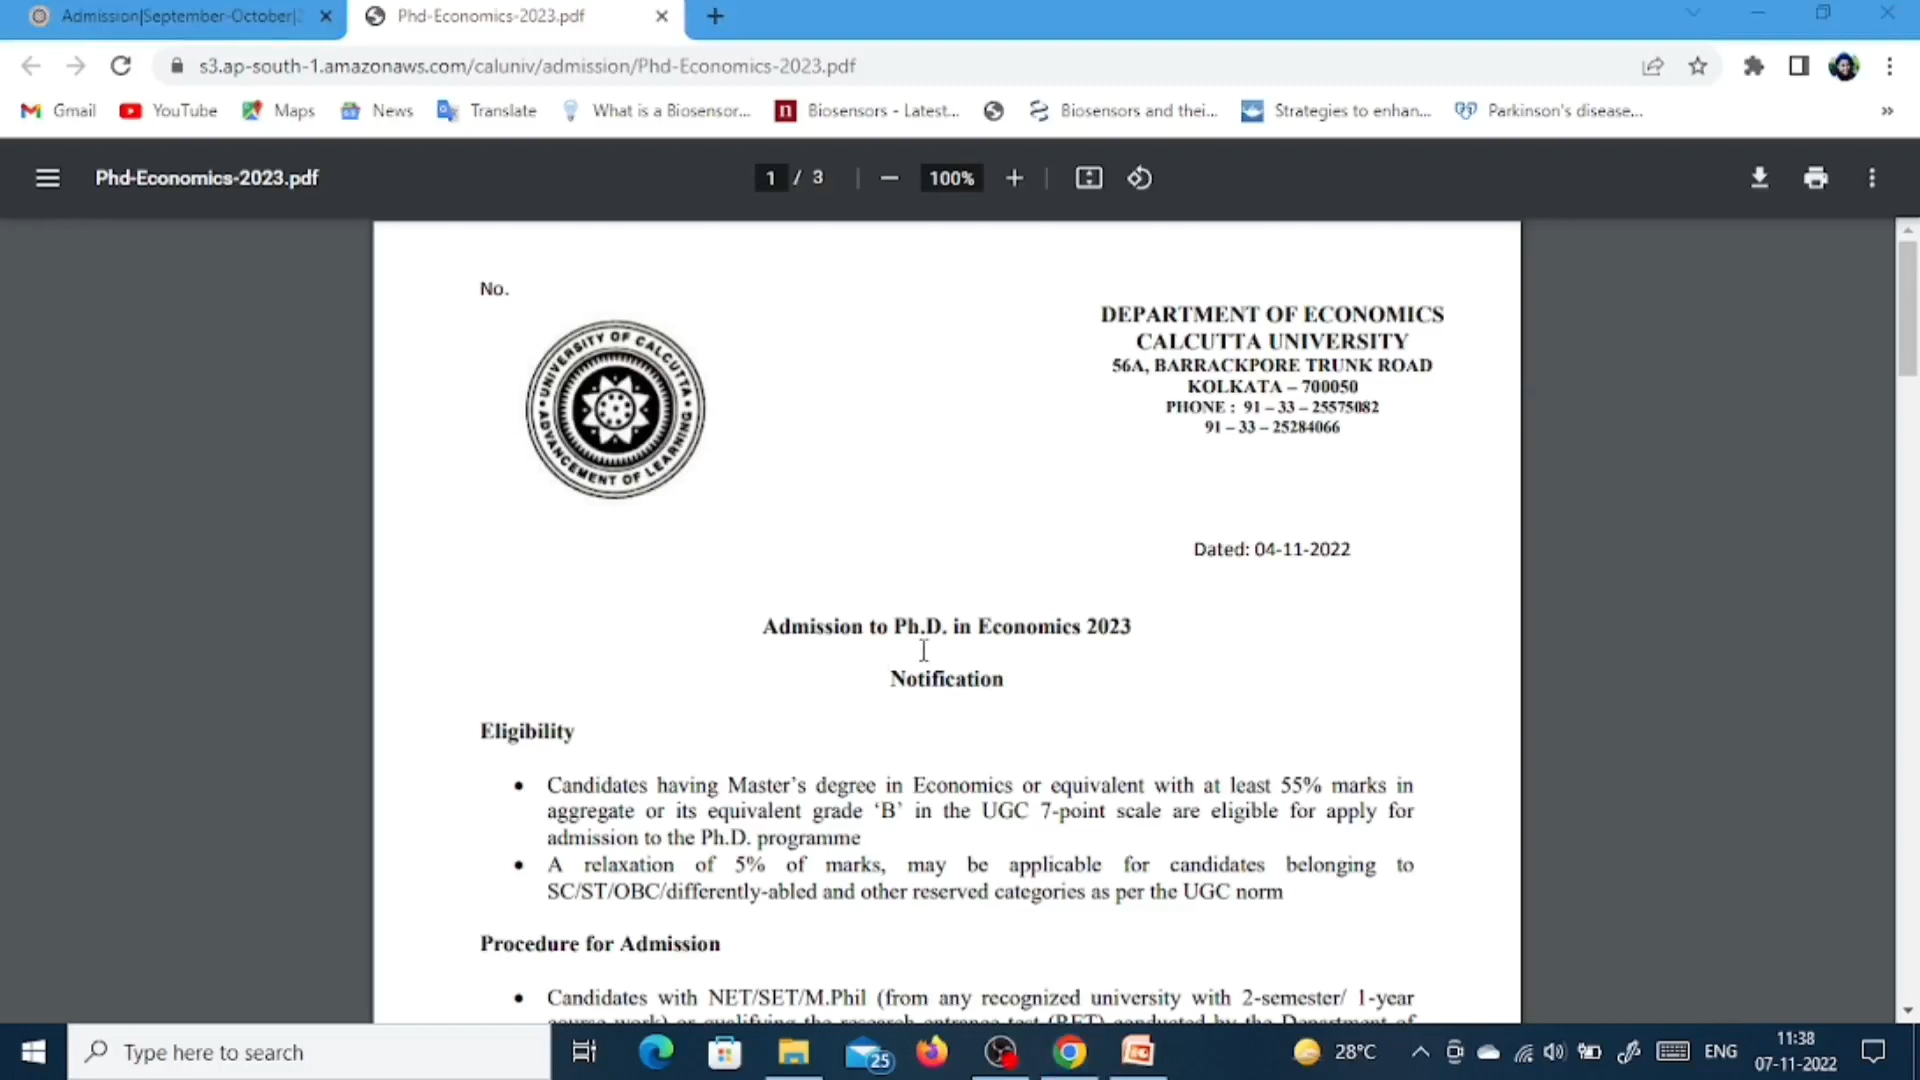 Admission|September-October|2
Phd-Economics-2023.pdf
s3.ap-south-1.amazonaws.com/caluniv/admission/Phd-Economics-2023.pdf
Gmail
YouTube
Maps
News
Translate
What is a Biosensor...
n
Biosensors - Latest...
Biosensors and thei...
Strategies to enhan...
Parkinson's disease...
»
Phd-Economics-2023.pdf
1 / 3
100%
No.
UNIVERSITY OF CALCUTTA
ADVANCEMENT OF LEARNING
DEPARTMENT OF ECONOMICS
CALCUTTA UNIVERSITY
56A, BARRACKPORE TRUNK ROAD
KOLKATA – 700050
PHONE : 91 – 33 – 25575082
91 – 33 – 25284066
Dated: 04-11-2022
Admission to Ph.D. in Economics 2023
Notification
Eligibility
• Candidates having Master's degree in Economics or equivalent with at least 55% marks in
aggregate or its equivalent grade 'B' in the UGC 7-point scale are eligible for apply for
admission to the Ph.D. programme
• A relaxation of 5% of marks, may be applicable for candidates belonging to
SC/ST/OBC/differently-abled and other reserved categories as per the UGC norm
Procedure for Admission
• Candidates with NET/SET/M.Phil (from any recognized university with 2-semester/ 1-year
course work) or qualifying the research entrance test (RET) conducted by the Department of
Type here to search
25
28°C
ENG
11:38
07-11-2022